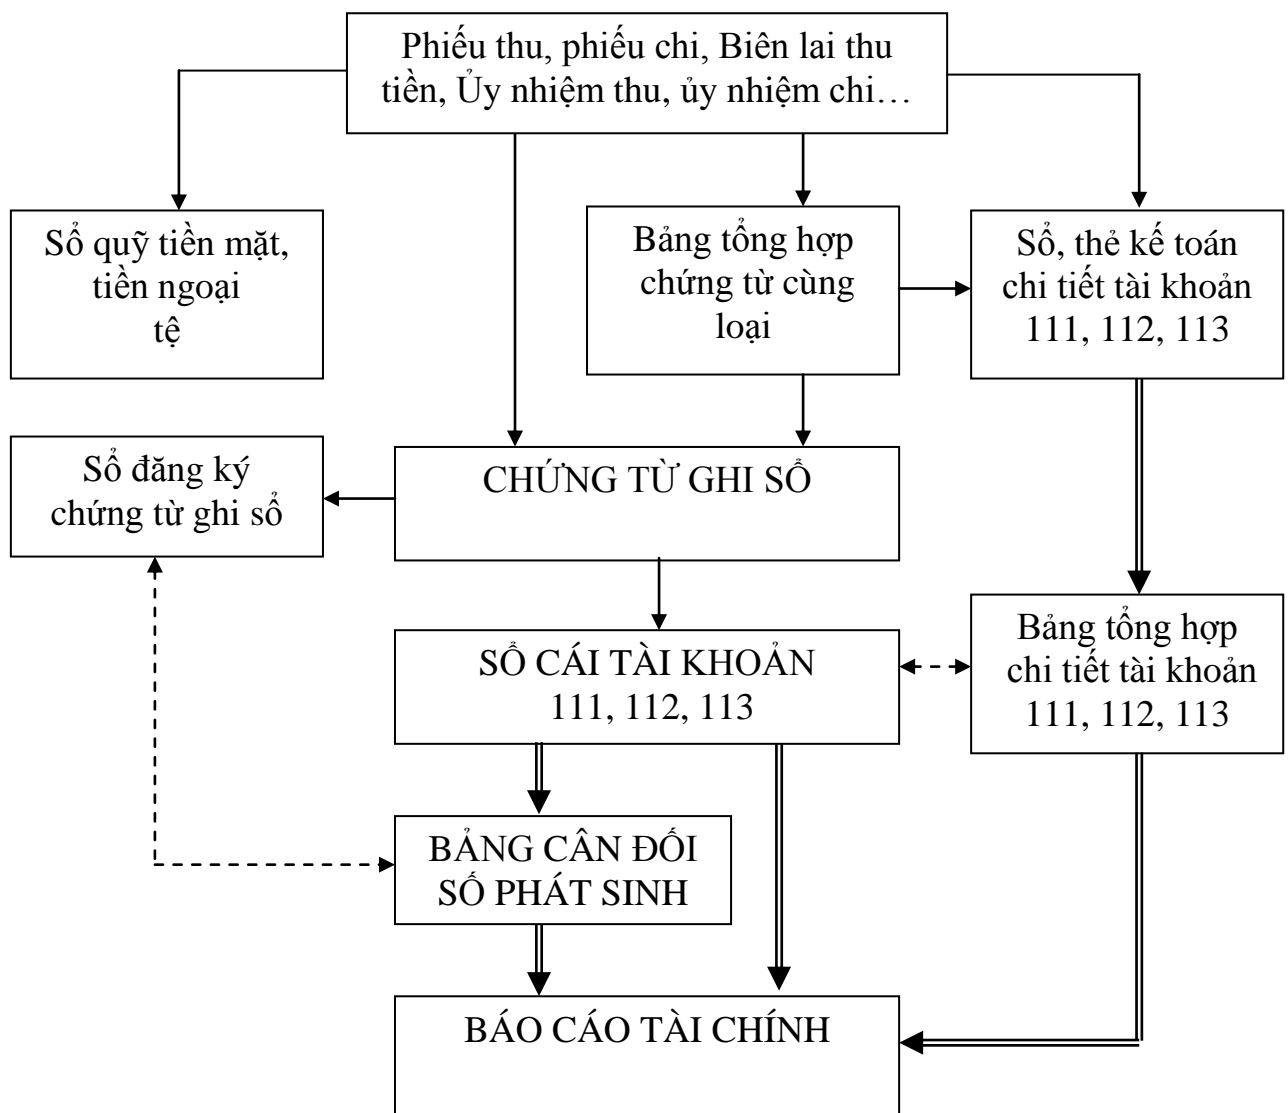 Phiếu thu, phiếu chi, Biên lai thu
tiền, Ủy nhiệm thu, ủy nhiệm chi…
Sổ quỹ tiền mặt,
tiền ngoại
tệ
Bảng tổng hợp
chứng từ cùng
loại
Sổ, thẻ kế toán
chi tiết tài khoản
111, 112, 113
Sổ đăng ký
chứng từ ghi sổ
CHỨNG TỪ GHI SỔ
SỔ CÁI TÀI KHOẢN
111, 112, 113
Bảng tổng hợp
chi tiết tài khoản
111, 112, 113
BẢNG CÂN ĐỐI
SỐ PHÁT SINH
BÁO CÁO TÀI CHÍNH